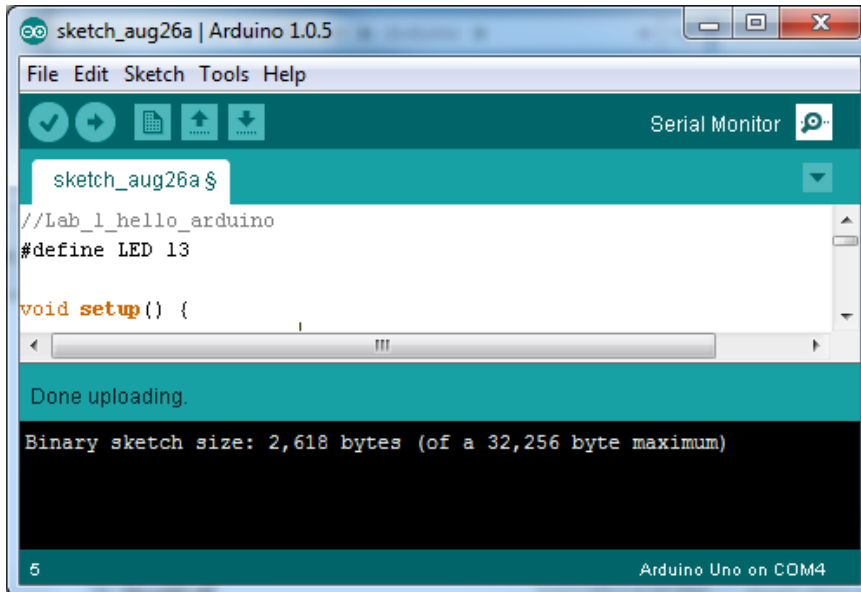 sketch_aug26a | Arduino 1.0.5
File Edit Sketch Tools Help
Serial Monitor
sketch_aug26a §
//Lab_1_hello_arduino
#define LED 13
void setup() {
Done uploading.
Binary sketch size: 2,618 bytes (of a 32,256 byte maximum)
5
Arduino Uno on COM4